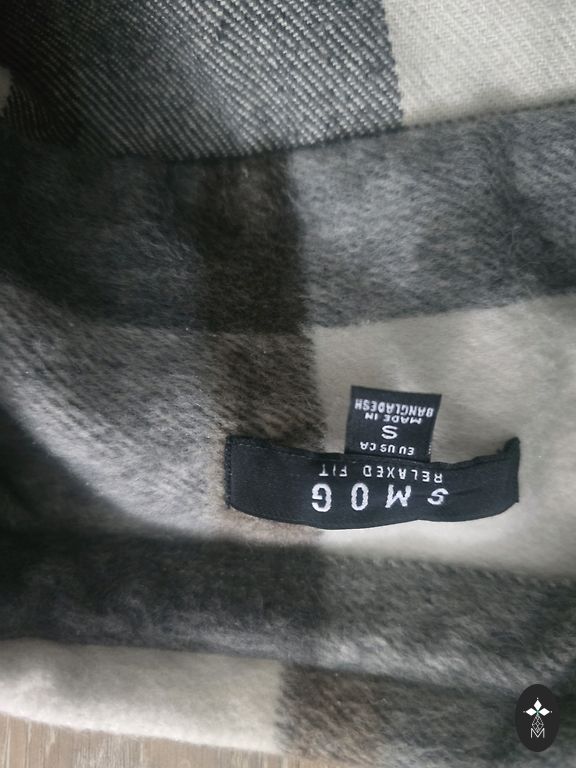 SMOG
RELAXED FIT
EU US CA
S
MADE IN
BANGLADESH
M